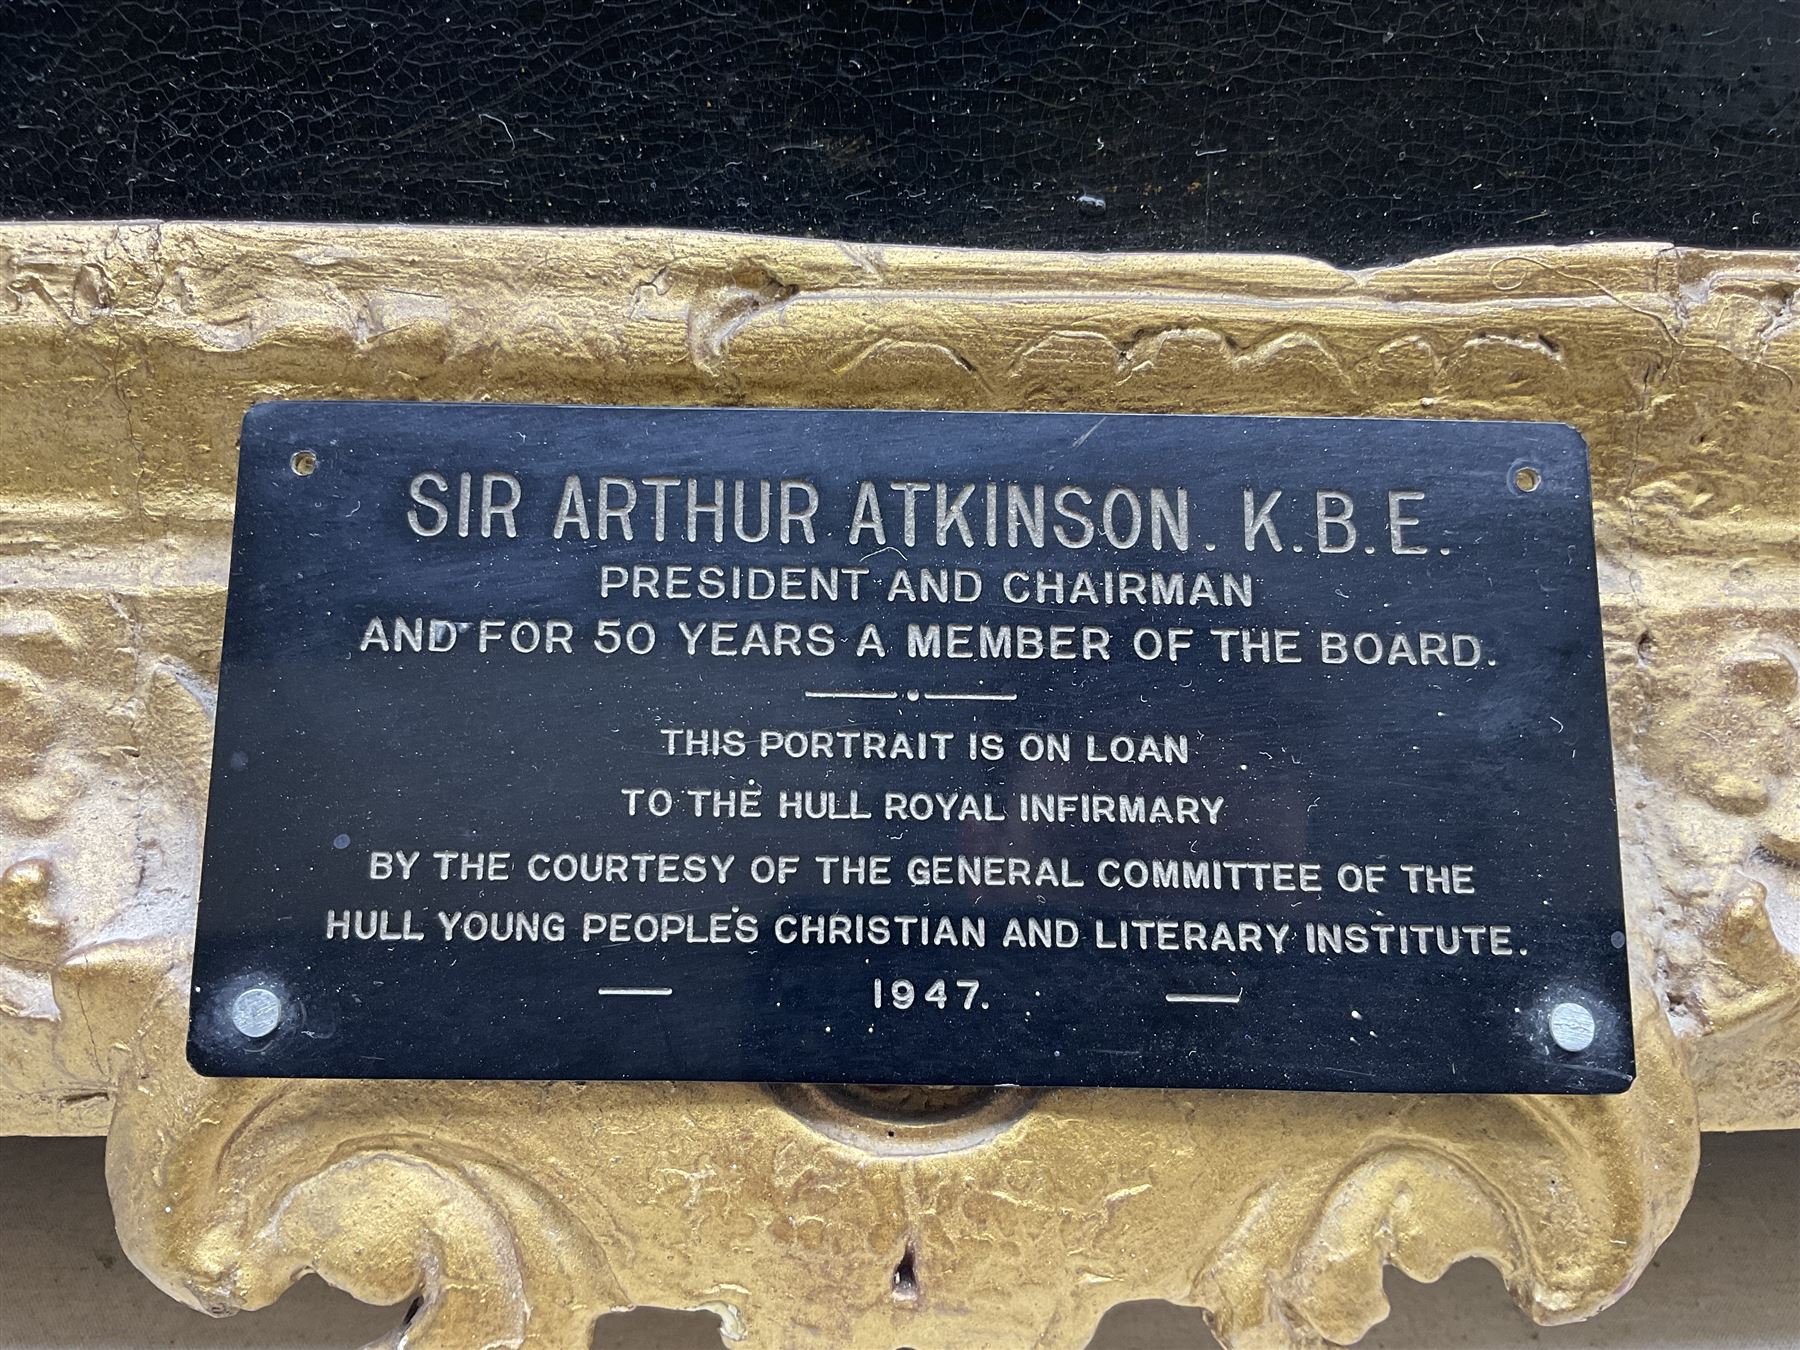 SIR ARTHUR ATKINSON. K.B.E.
PRESIDENT AND CHAIRMAN
AND FOR 50 YEARS A MEMBER OF THE BOARD.
THIS PORTRAIT IS ON LOAN
TO THE HULL ROYAL INFIRMARY
BY THE COURTESY OF THE GENERAL COMMITTEE OF THE
HULL YOUNG PEOPLE'S CHRISTIAN AND LITERARY INSTITUTE.
1947.